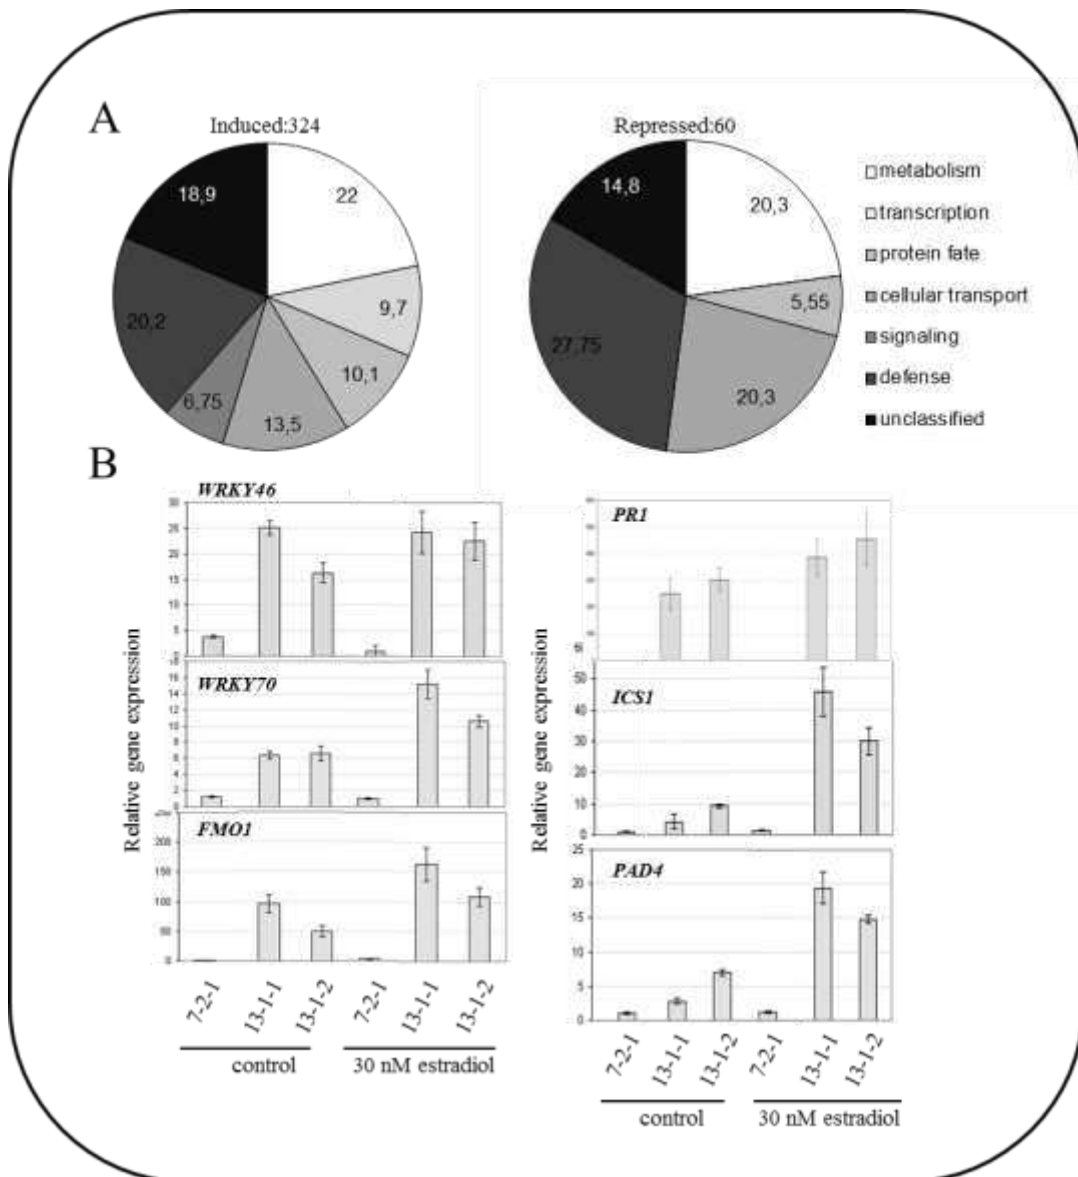 A
Induced:324
Repressed:60
18,9
22
9,7
10,1
13,5
6,75
20,2
14,8
20,3
5,55
20,3
27,75
metabolism
transcription
protein fate
cellular transport
signaling
defense
unclassified
B
Relative gene expression
WRKY46
30
25
20
15
10
5
0
WRKY70
18
16
14
12
10
8
6
4
2
0
FMO1
200
150
100
50
0
7-2-1
13-1-1
13-1-2
7-2-1
13-1-1
13-1-2
control
30 nM estradiol
Relative gene expression
PR1
ICS1
50
40
30
20
10
0
PAD4
25
20
15
10
5
0
7-2-1
13-1-1
13-1-2
7-2-1
13-1-1
13-1-2
control
30 nM estradiol